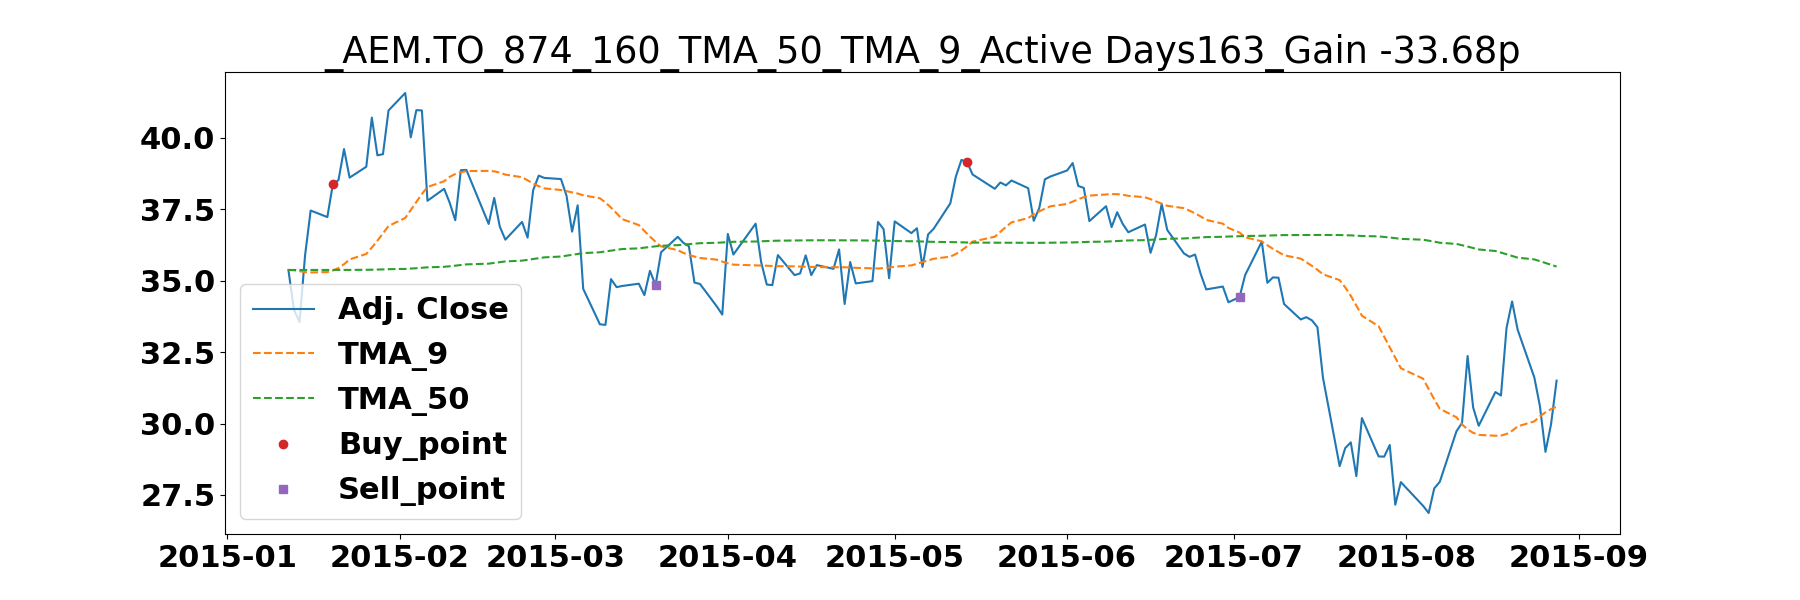 _AEM.TO_874_160_TMA_50_TMA_9_Active Days163_Gain -33.68p
40.0
37.5
35.0
32.5
30.0
27.5
Adj. Close
TMA_9
TMA_50
Buy_point
Sell_point
2015-01 2015-02 2015-03 2015-04 2015-05 2015-06 2015-07 2015-08 2015-09